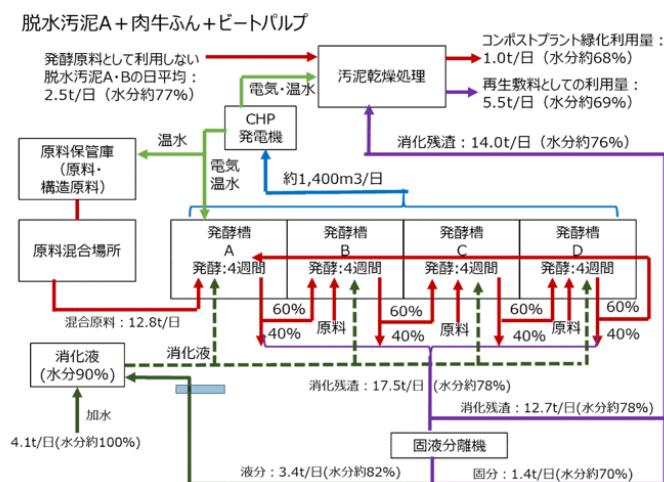 脱水汚泥A＋肉牛ふん＋ビートパルプ
発酵原料として利用しない
脱水汚泥A・Bの日平均：
2.5t/日（水分約77%）
電気・温水
汚泥乾燥処理
コンポストプラント緑化利用量：
1.0t/日（水分約68%）
再生敷料としての利用量：
5.5t/日（水分約69%）
消化残渣：14.0t/日（水分約76%）
CHP
発電機
温水
電気
温水
原料保管庫
（原料・
構造原料）
約1,400m3/日
原料混合場所
発酵槽
A
発酵:4週間
発酵槽
B
発酵:4週間
発酵槽
C
発酵:4週間
発酵槽
D
発酵:4週間
混合原料：12.8t/日
60%
40%
原料
60%
40%
原料
60%
40%
原料
60%
40%
消化液
(水分90%)
消化液
消化残渣：17.5t/日（水分約78%)
消化残渣：12.7t/日(水分約78%)
加水
4.1t/日(水分約100%)
固液分離機
液分：3.4t/日(水分約82%)
固分：1.4t/日(水分約70%)